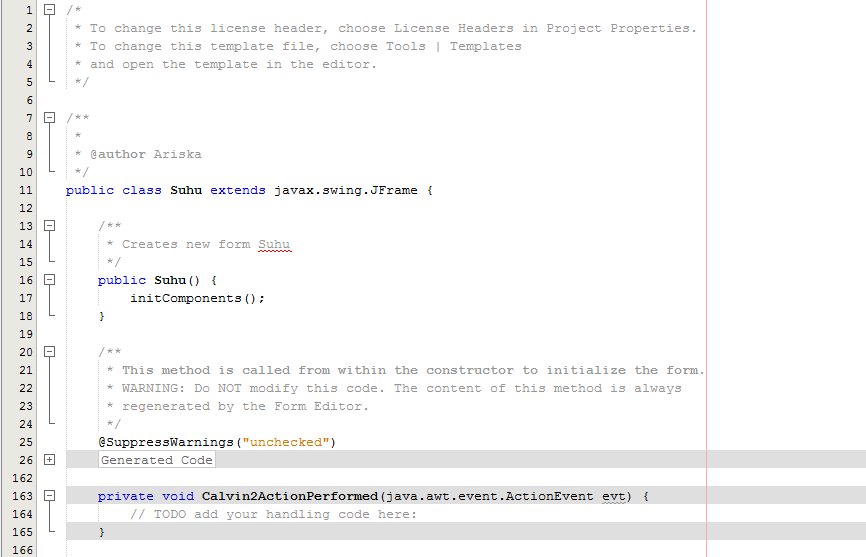 1 /*
2 * To change this license header, choose License Headers in Project Properties.
3 * To change this template file, choose Tools | Templates
4 * and open the template in the editor.
5 */
6
7 /**
8 *
9 * @author Ariska
10 */
11 public class Suhu extends javax.swing.JFrame {
12
13 /**
14 * Creates new form Suhu
15 */
16 public Suhu() {
17 initComponents();
18 }
19
20 /**
21 * This method is called from within the constructor to initialize the form.
22 * WARNING: Do NOT modify this code. The content of this method is always
23 * regenerated by the Form Editor.
24 */
25 @SuppressWarnings("unchecked")
26 Generated Code
162
163 private void Calvin2ActionPerformed(java.awt.event.ActionEvent evt) {
164 // TODO add your handling code here:
165 }
166